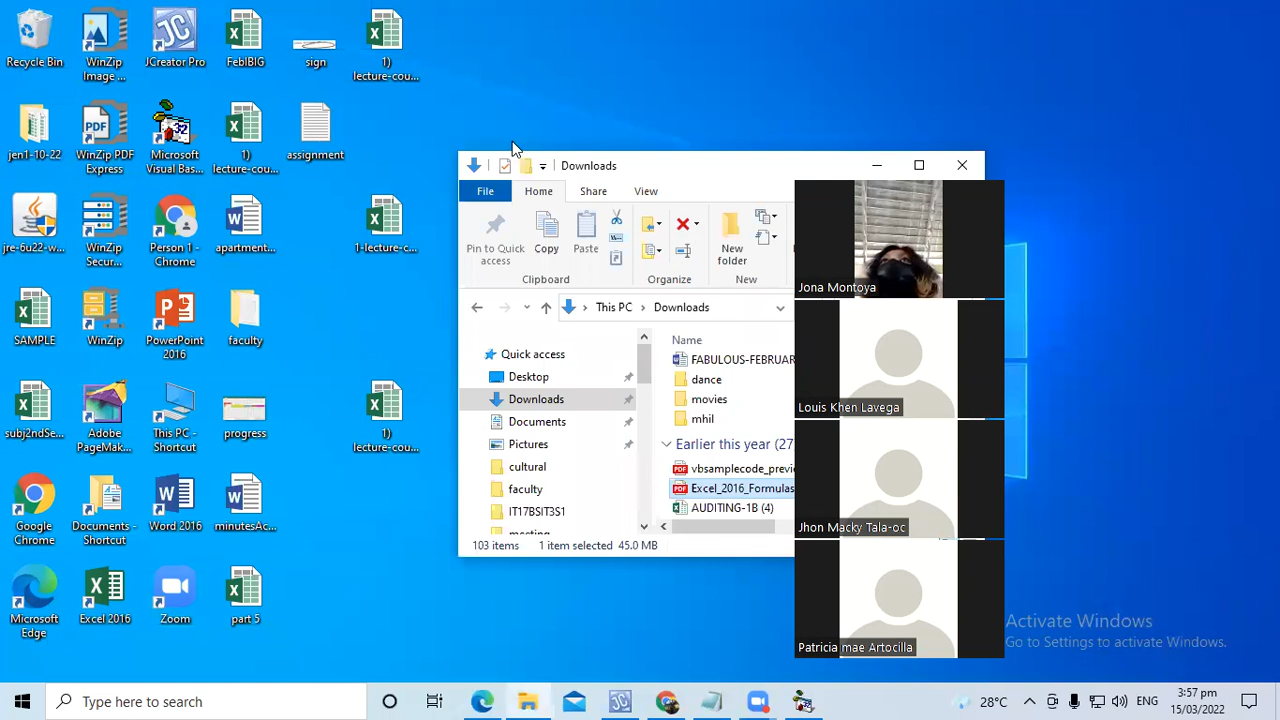 Recycle Bin
WinZip
Image ...
JCreator Pro
FeblBIG
sign
1)
lecture-cou...
jen1-10-22
WinZip PDF
Express
Microsoft
Visual Bas...
1)
lecture-cou...
assignment
jre-6u22-w...
WinZip
Secur...
Person 1 -
Chrome
apartment...
1-lecture-c...
SAMPLE
WinZip
PowerPoint
2016
faculty
subj2ndSe...
Adobe
PageMak...
This PC -
Shortcut
progress
1)
lecture-cou...
Google
Chrome
Documents -
Shortcut
Word 2016
minutesAc...
Microsoft
Edge
Excel 2016
Zoom
part 5
Downloads
File
Home
Share
View
Pin to Quick
access
Copy
Paste
New
folder
Clipboard
Organize
New
This PC
Downloads
Quick access
Desktop
Downloads
Documents
Pictures
cultural
faculty
IT17BSIT3S1
meeting
Name
FABULOUS-FEBRUAR
dance
movies
mhil
Earlier this year (27
vbsamplecode_previ
Excel_2016_Formulas
AUDITING-1B (4)
103 items
1 item selected 45.0 MB
Jona Montoya
Louis Khen Lavega
Jhon Macky Tala-oc
Patricia mae Artocilla
Activate Windows
Go to Settings to activate Windows.
Type here to search
28°C
ENG
3:57 pm
15/03/2022